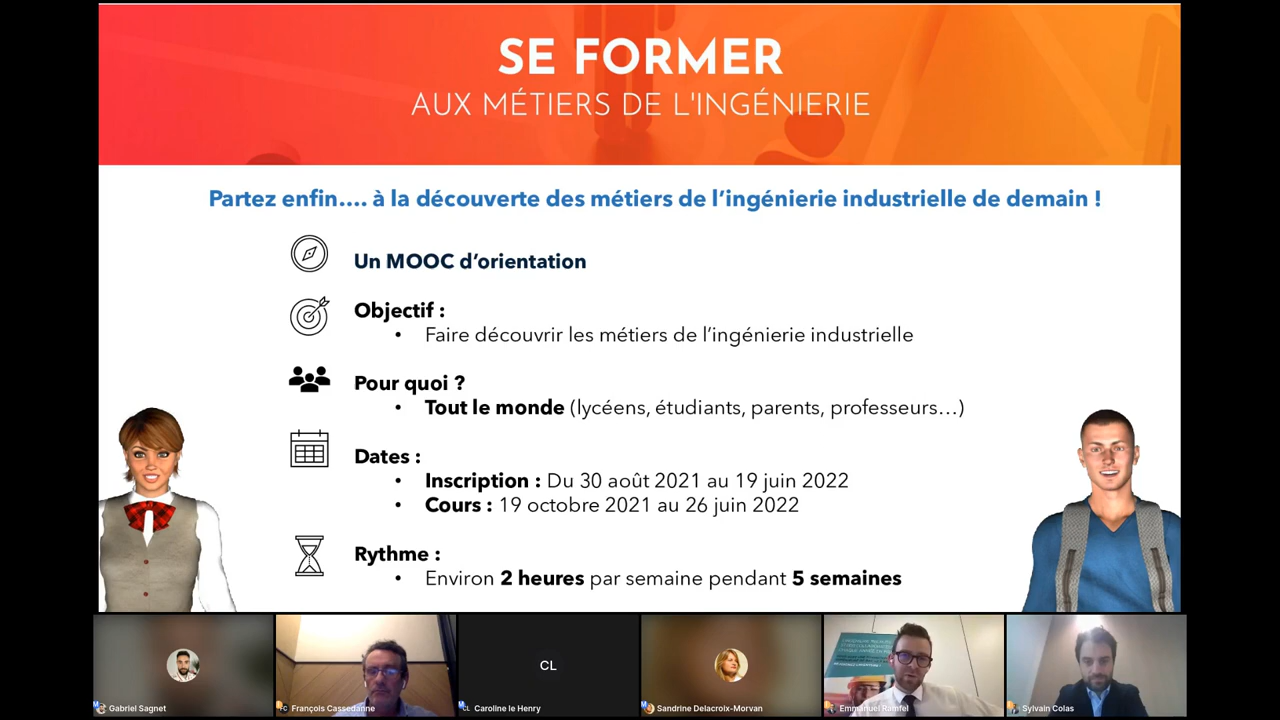 SE FORMER
AUX MÉTIERS DE L'INGÉNIERIE
Partez enfin.... à la découverte des métiers de l’ingénierie industrielle de demain !
Un MOOC d’orientation
Objectif :
• Faire découvrir les métiers de l’ingénierie industrielle
Pour quoi ?
• Tout le monde (lycéens, étudiants, parents, professeurs…)
Dates :
• Inscription : Du 30 août 2021 au 19 juin 2022
• Cours : 19 octobre 2021 au 26 juin 2022
Rythme :
• Environ 2 heures par semaine pendant 5 semaines
CL
Gabriel Sagnet
François Cassedanne
Caroline le Henry
Sandrine Delacroix-Morvan
Emmanuel
Sylvain Colas